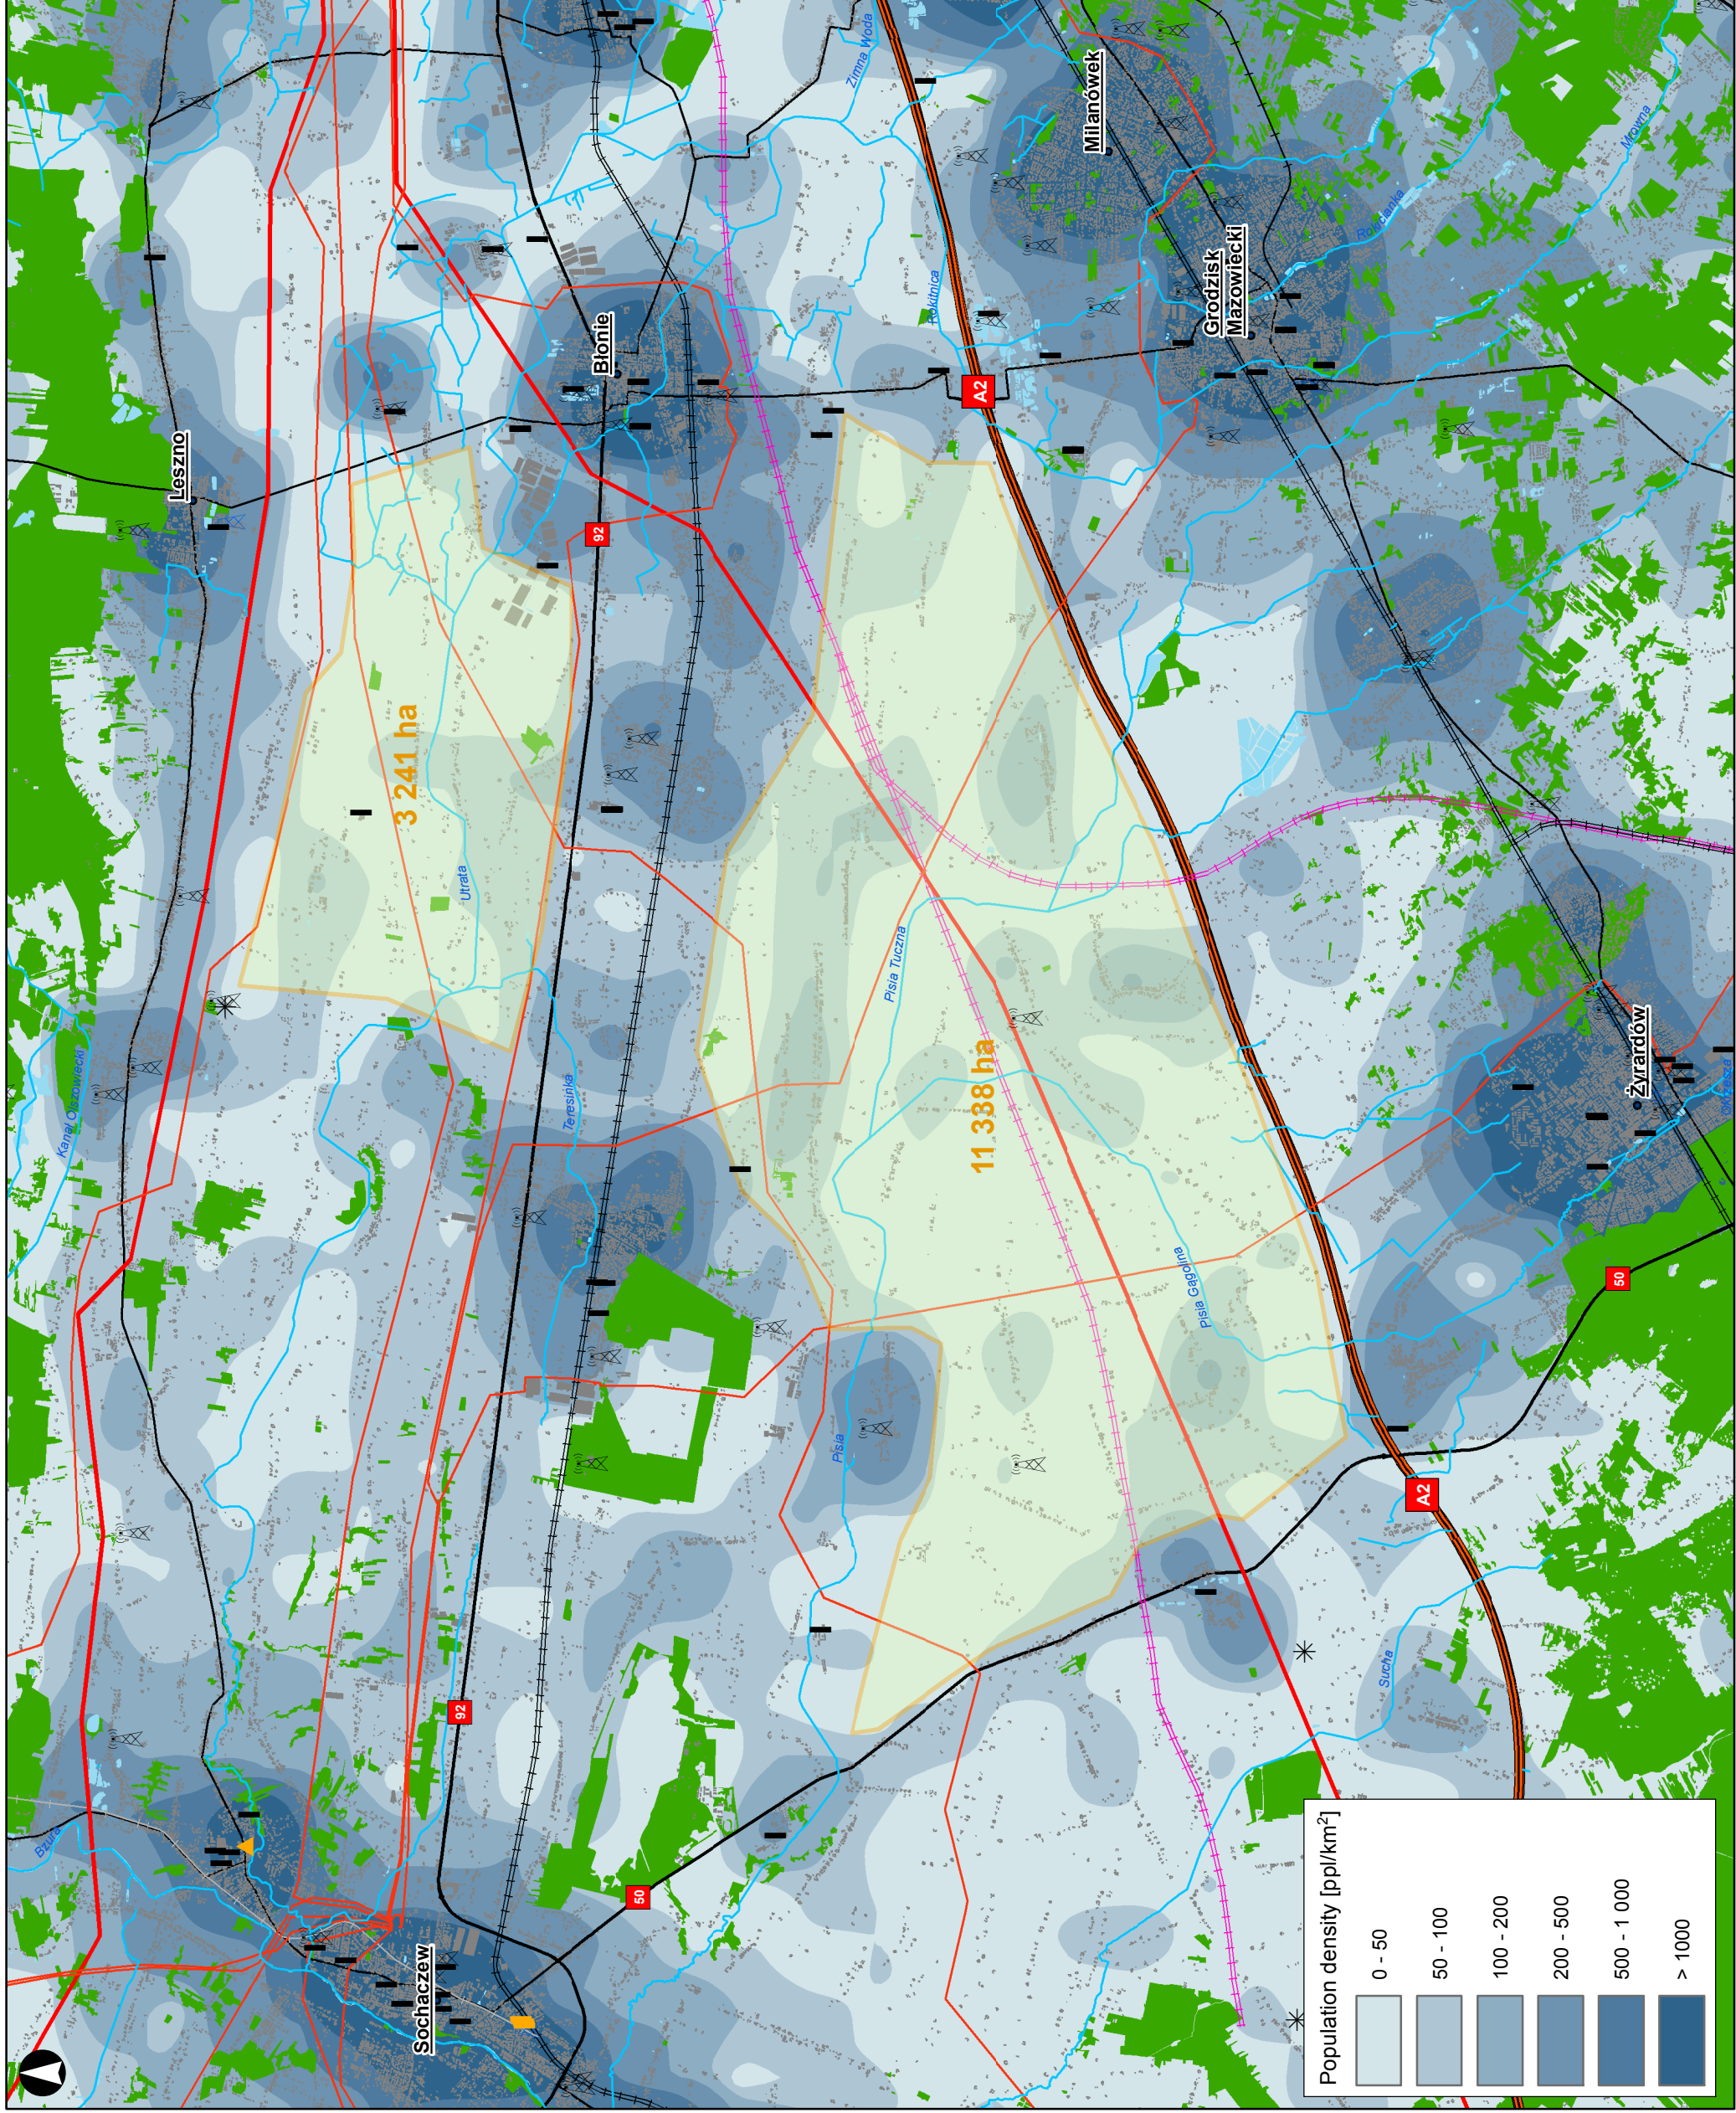 Kanał Olszowiecki
Leszno
Bzura
3 241 ha
Utrata
Teresinka
92
92
Błonie
Sochaczew
50
Zimna Woda
Rokitnica
A2
Pisia Tuczna
Pisia
11 338 ha
Pisia Gągolina
Milanówek
Grodzisk
Mazowiecki
Rokicianka
Mrowna
Żyrardów
50
A2
Sucha
Population density [ppl/km²]
0 - 50
50 - 100
100 - 200
200 - 500
500 - 1 000
> 1000